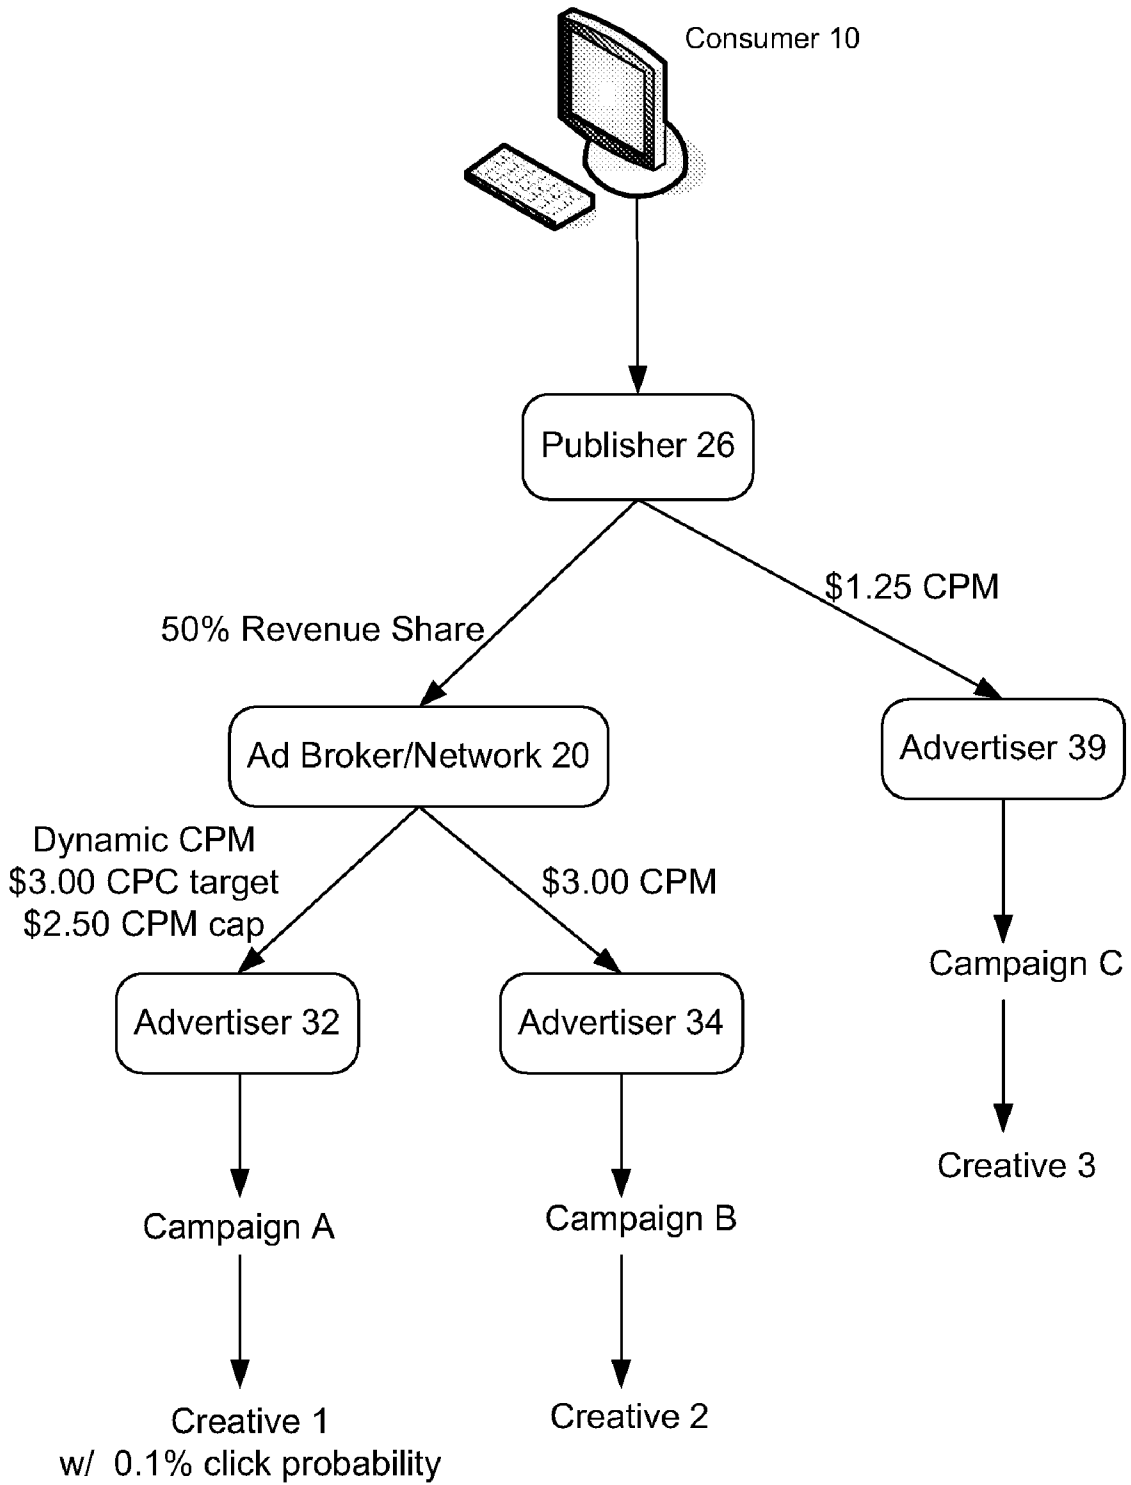 Consumer 10
Publisher 26
$1.25 CPM
50% Revenue Share
Ad Broker/Network 20
Advertiser 39
Dynamic CPM
$3.00 CPC target
$2.50 CPM cap
$3.00 CPM
Campaign C
Advertiser 32
Advertiser 34
Creative 3
Campaign A
Campaign B
Creative 1
w/ 0.1% click probability
Creative 2